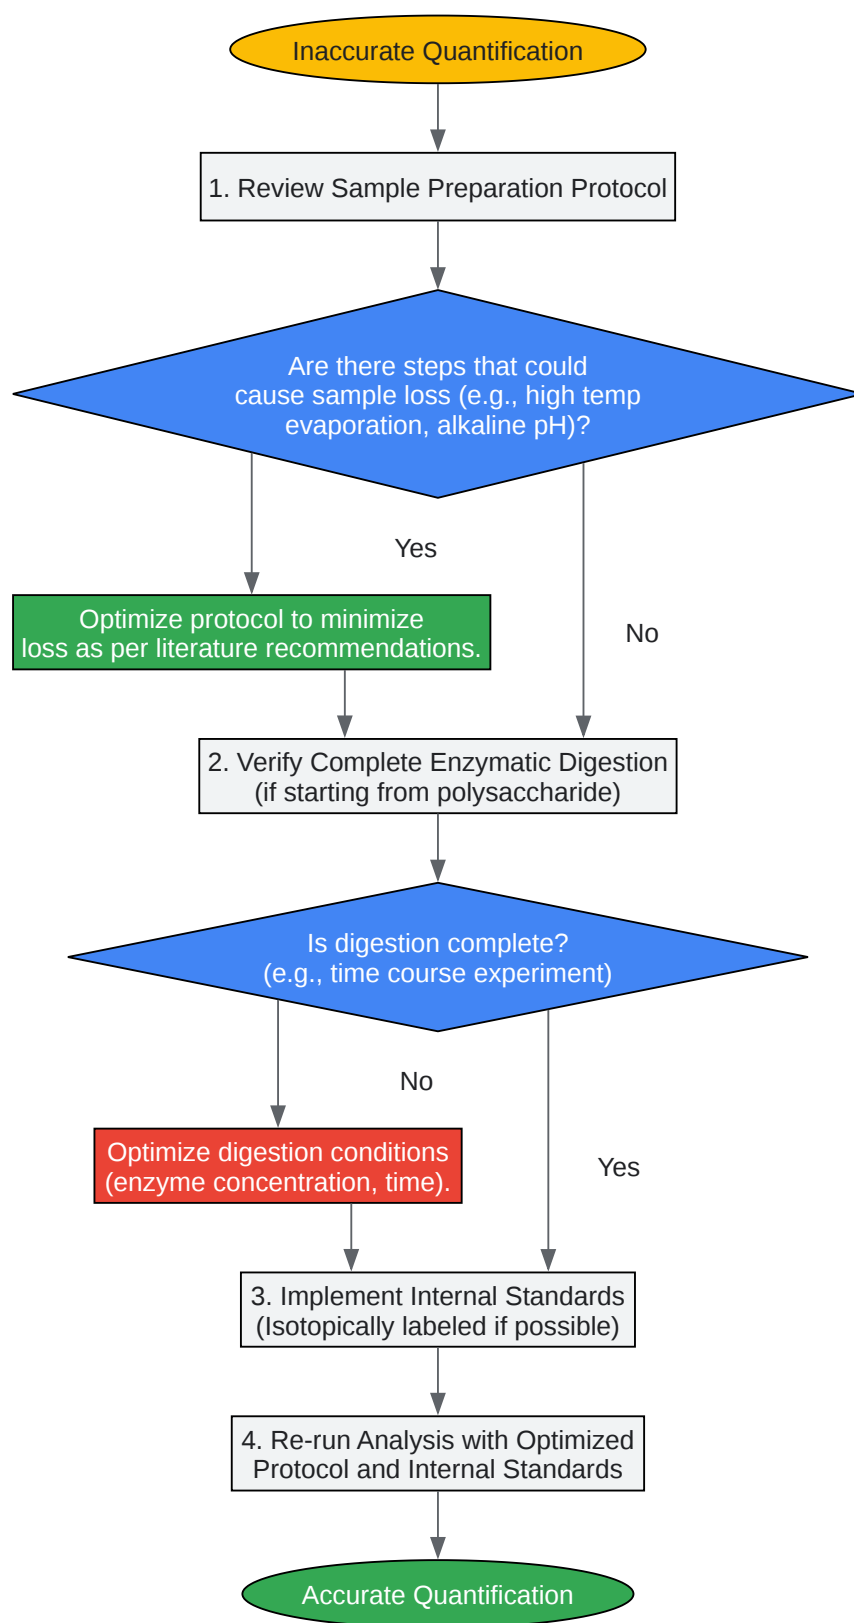 Inaccurate Quantification
1. Review Sample Preparation Protocol
Are there steps that could
cause sample loss (e.g., high temp
evaporation, alkaline pH)?
Yes
Optimize protocol to minimize
loss as per literature recommendations.
No
2. Verify Complete Enzymatic Digestion
(if starting from polysaccharide)
Is digestion complete?
(e.g., time course experiment)
No
Optimize digestion conditions
(enzyme concentration, time).
Yes
3. Implement Internal Standards
(Isotopically labeled if possible)
4. Re-run Analysis with Optimized
Protocol and Internal Standards
Accurate Quantification